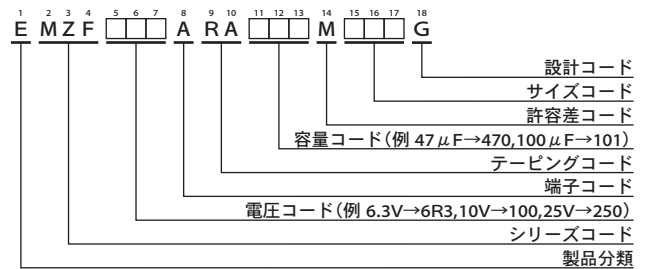 1 2 3 4 5 6 7 8 9 10 11 12 13 14 15 16 17 18
E MZF □□□ A RA □□□ M □□□ G
設計コード
サイズコード
許容差コード
容量コード(例 47μF→470,100μF→101)
テーピングコード
端子コード
電圧コード(例 6.3V→6R3,10V→100,25V→250)
シリーズコード
製品分類